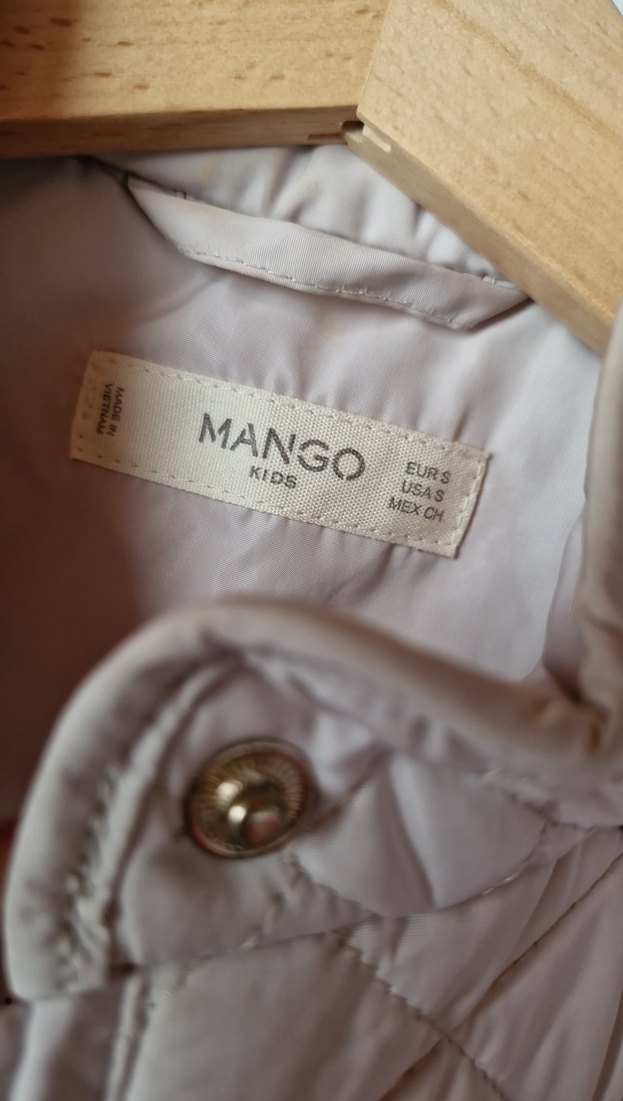 MADE IN
VIETNAM
MANGO
KIDS
EUR S
USA S
MEX CH